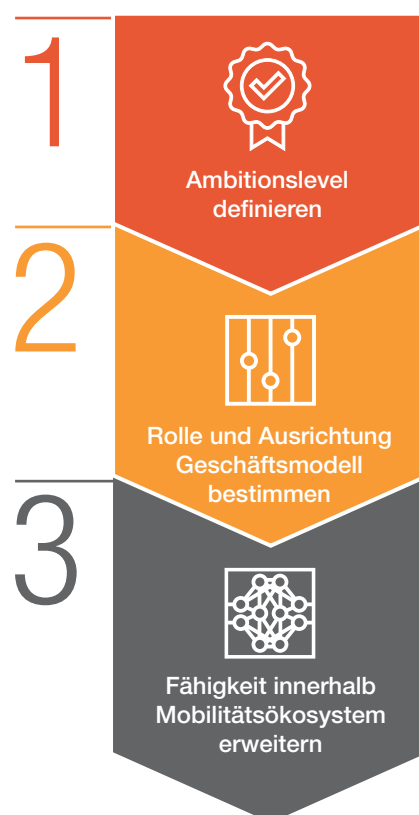 1
Ambitionslevel
definieren
2
Rolle und Ausrichtung
Geschäftsmodell
bestimmen
3
Fähigkeit innerhalb
Mobilitätsökosystem
erweitern